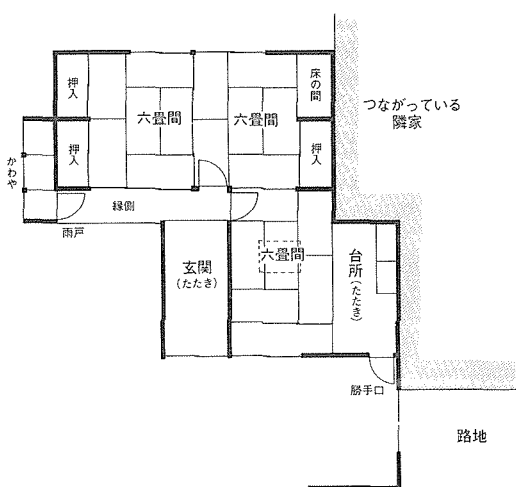 押入
六畳間
六畳間
床の間
つながっている
隣家
押入
押入
かわや
縁側
雨戸
玄関
(たたき)
六畳間
台所(たたき)
勝手口
路地